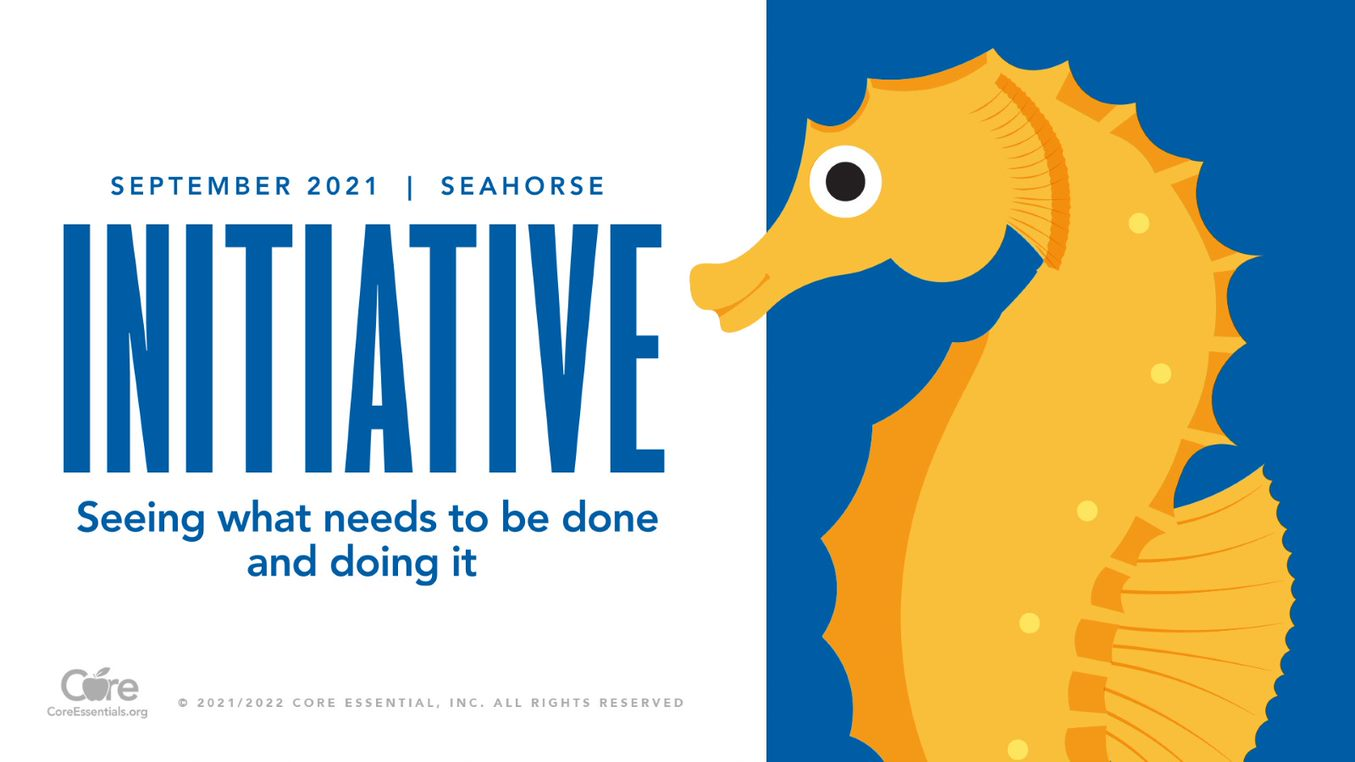 SEPTEMBER 2021 | SEAHORSE
INITIATIVE
Seeing what needs to be done
and doing it
Core
CoreEssentials.org
© 2021/2022 CORE ESSENTIAL, INC. ALL RIGHTS RESERVED